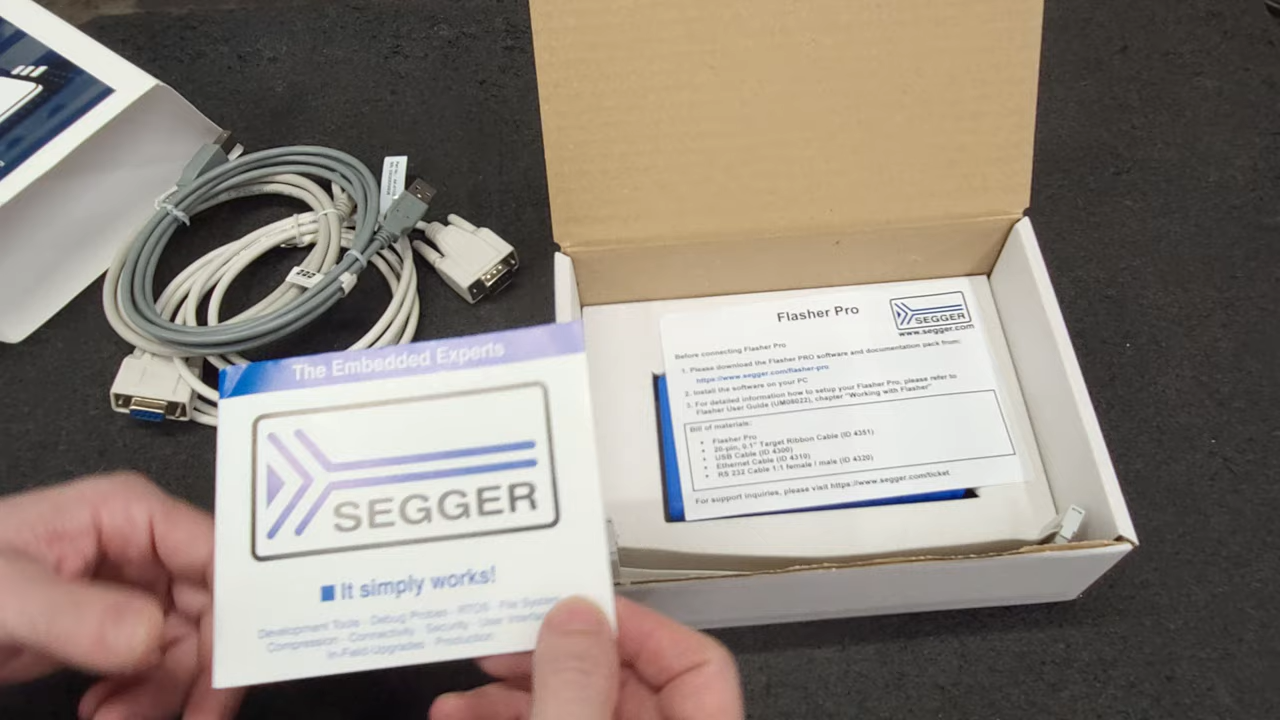 The Embedded Experts
SEGGER
It simply works!
Development Tools · Debug Probes · RTOS · File System
Compression · Connectivity · Security · User Interface
In-Field-Upgrades · Production
Flasher Pro
SEGGER
www.segger.com
Before connecting Flasher Pro
1. Please download the Flasher PRO software and documentation pack from:
https://www.segger.com/flasher-pro
2. Install the software on your PC
3. For detailed information how to setup your Flasher Pro, please refer to
Flasher User Guide (UM08022), chapter "Working with Flasher"
Bill of materials:
• Flasher Pro
• 20-pin, 0.1" Target Ribbon Cable (ID 4351)
• USB Cable (ID 4300)
• Ethernet Cable (ID 4310)
• RS 232 Cable 1:1 female / male (ID 4320)
For support inquiries, please visit https://www.segger.com/ticket